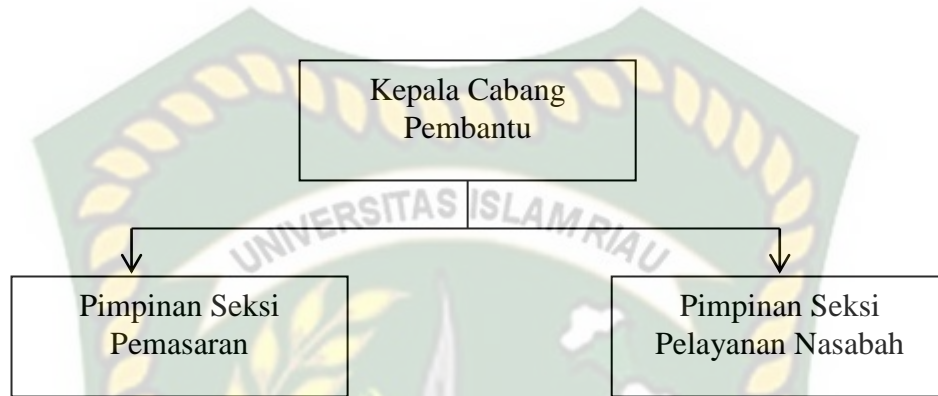 Kepala Cabang
Pembantu
UNIVERSITAS ISLAM RIAU
Pimpinan Seksi
Pemasaran
Pimpinan Seksi
Pelayanan Nasabah